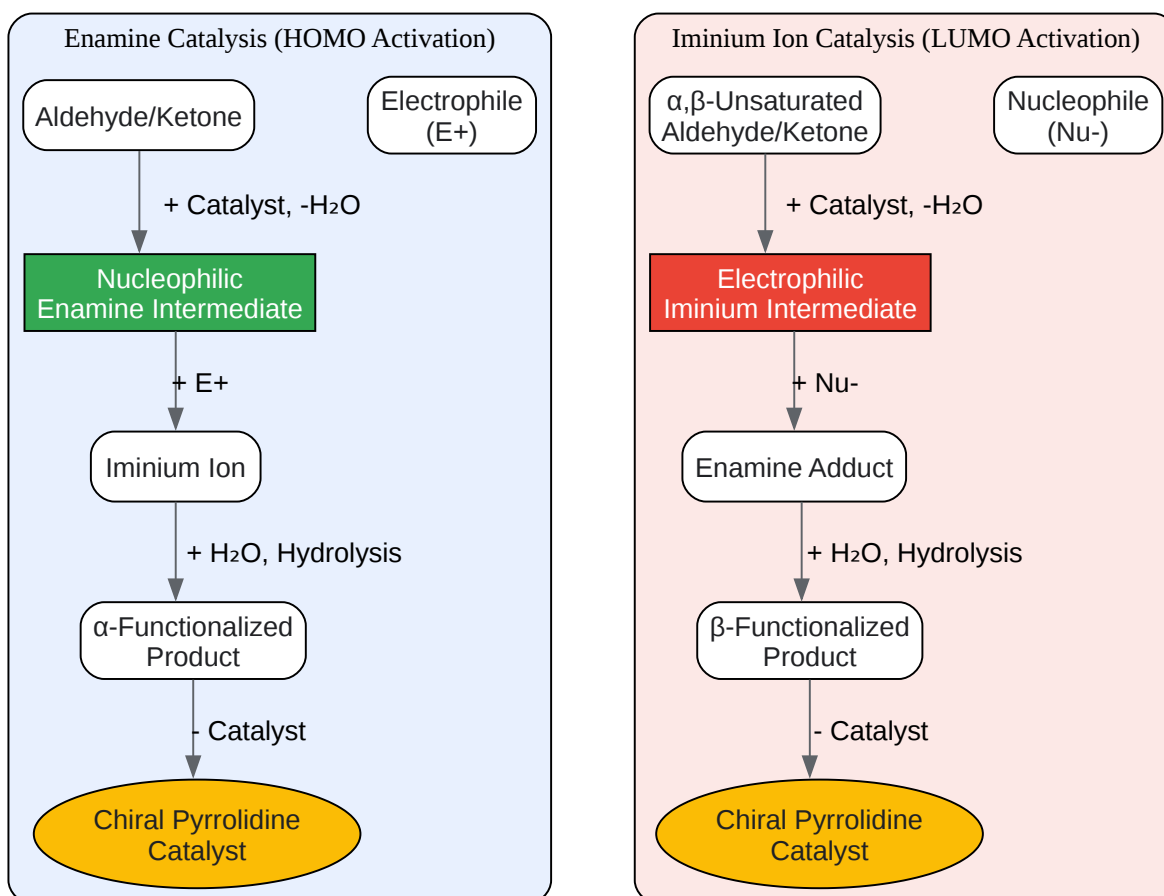 Enamine Catalysis (HOMO Activation)
Aldehyde/Ketone
Electrophile
(E+)
+ Catalyst, -H₂O
Nucleophilic
Enamine Intermediate
+ E+
Iminium Ion
+ H₂O, Hydrolysis
α-Functionalized
Product
- Catalyst
Chiral Pyrrolidine
Catalyst
Iminium Ion Catalysis (LUMO Activation)
α,β-Unsaturated
Aldehyde/Ketone
Nucleophile
(Nu-)
+ Catalyst, -H₂O
Electrophilic
Iminium Intermediate
+ Nu-
Enamine Adduct
+ H₂O, Hydrolysis
β-Functionalized
Product
- Catalyst
Chiral Pyrrolidine
Catalyst